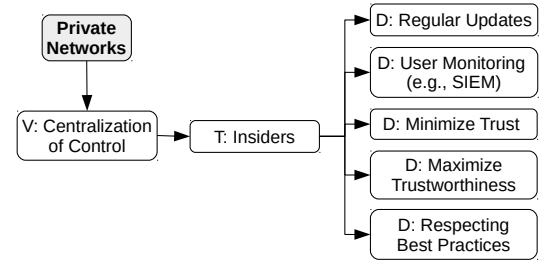 Private
Networks
V: Centralization
of Control
T: Insiders
D: Regular Updates
D: User Monitoring
(e.g., SIEM)
D: Minimize Trust
D: Maximize
Trustworthiness
D: Respecting
Best Practices